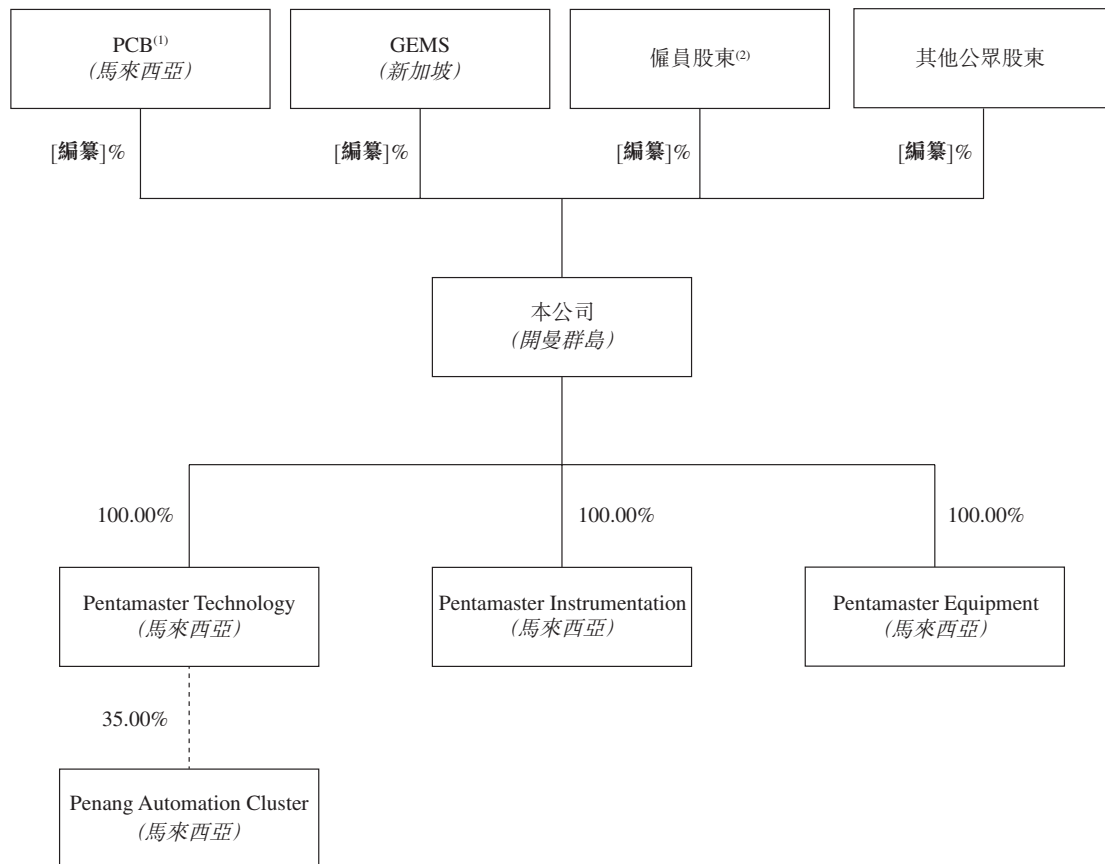 PCB(1)
(馬來西亞)
GEMS
(新加坡)
僱員股東(2)
其他公眾股東
[編纂]%
[編纂]%
[編纂]%
[編纂]%
本公司
(開曼群島)
100.00%
100.00%
100.00%
Pentamaster Technology
(馬來西亞)
Pentamaster Instrumentation
(馬來西亞)
Pentamaster Equipment
(馬來西亞)
35.00%
Penang Automation Cluster
(馬來西亞)